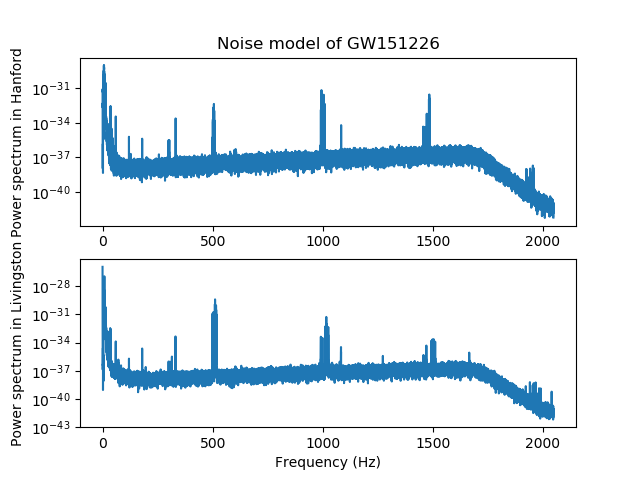 Noise model of GW151226
Power spectrum in Hanford
10^−31
10^−34
10^−37
10^−40
0 500 1000 1500 2000
Power spectrum in Livingston
10^−28
10^−31
10^−34
10^−37
10^−40
10^−43
0 500 1000 1500 2000
Frequency (Hz)